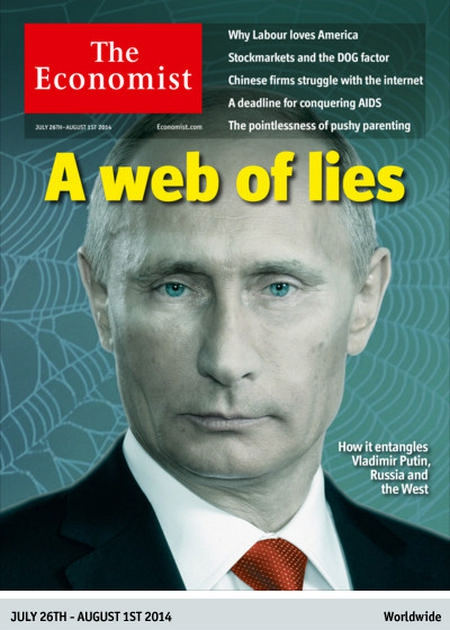 The
Economist
JULY 26TH–AUGUST 1ST 2014
Economist.com
Why Labour loves America
Stockmarkets and the DOG factor
Chinese firms struggle with the internet
A deadline for conquering AIDS
The pointlessness of pushy parenting
A web of lies
How it entangles
Vladimir Putin,
Russia and
the West
JULY 26TH - AUGUST 1ST 2014
Worldwide